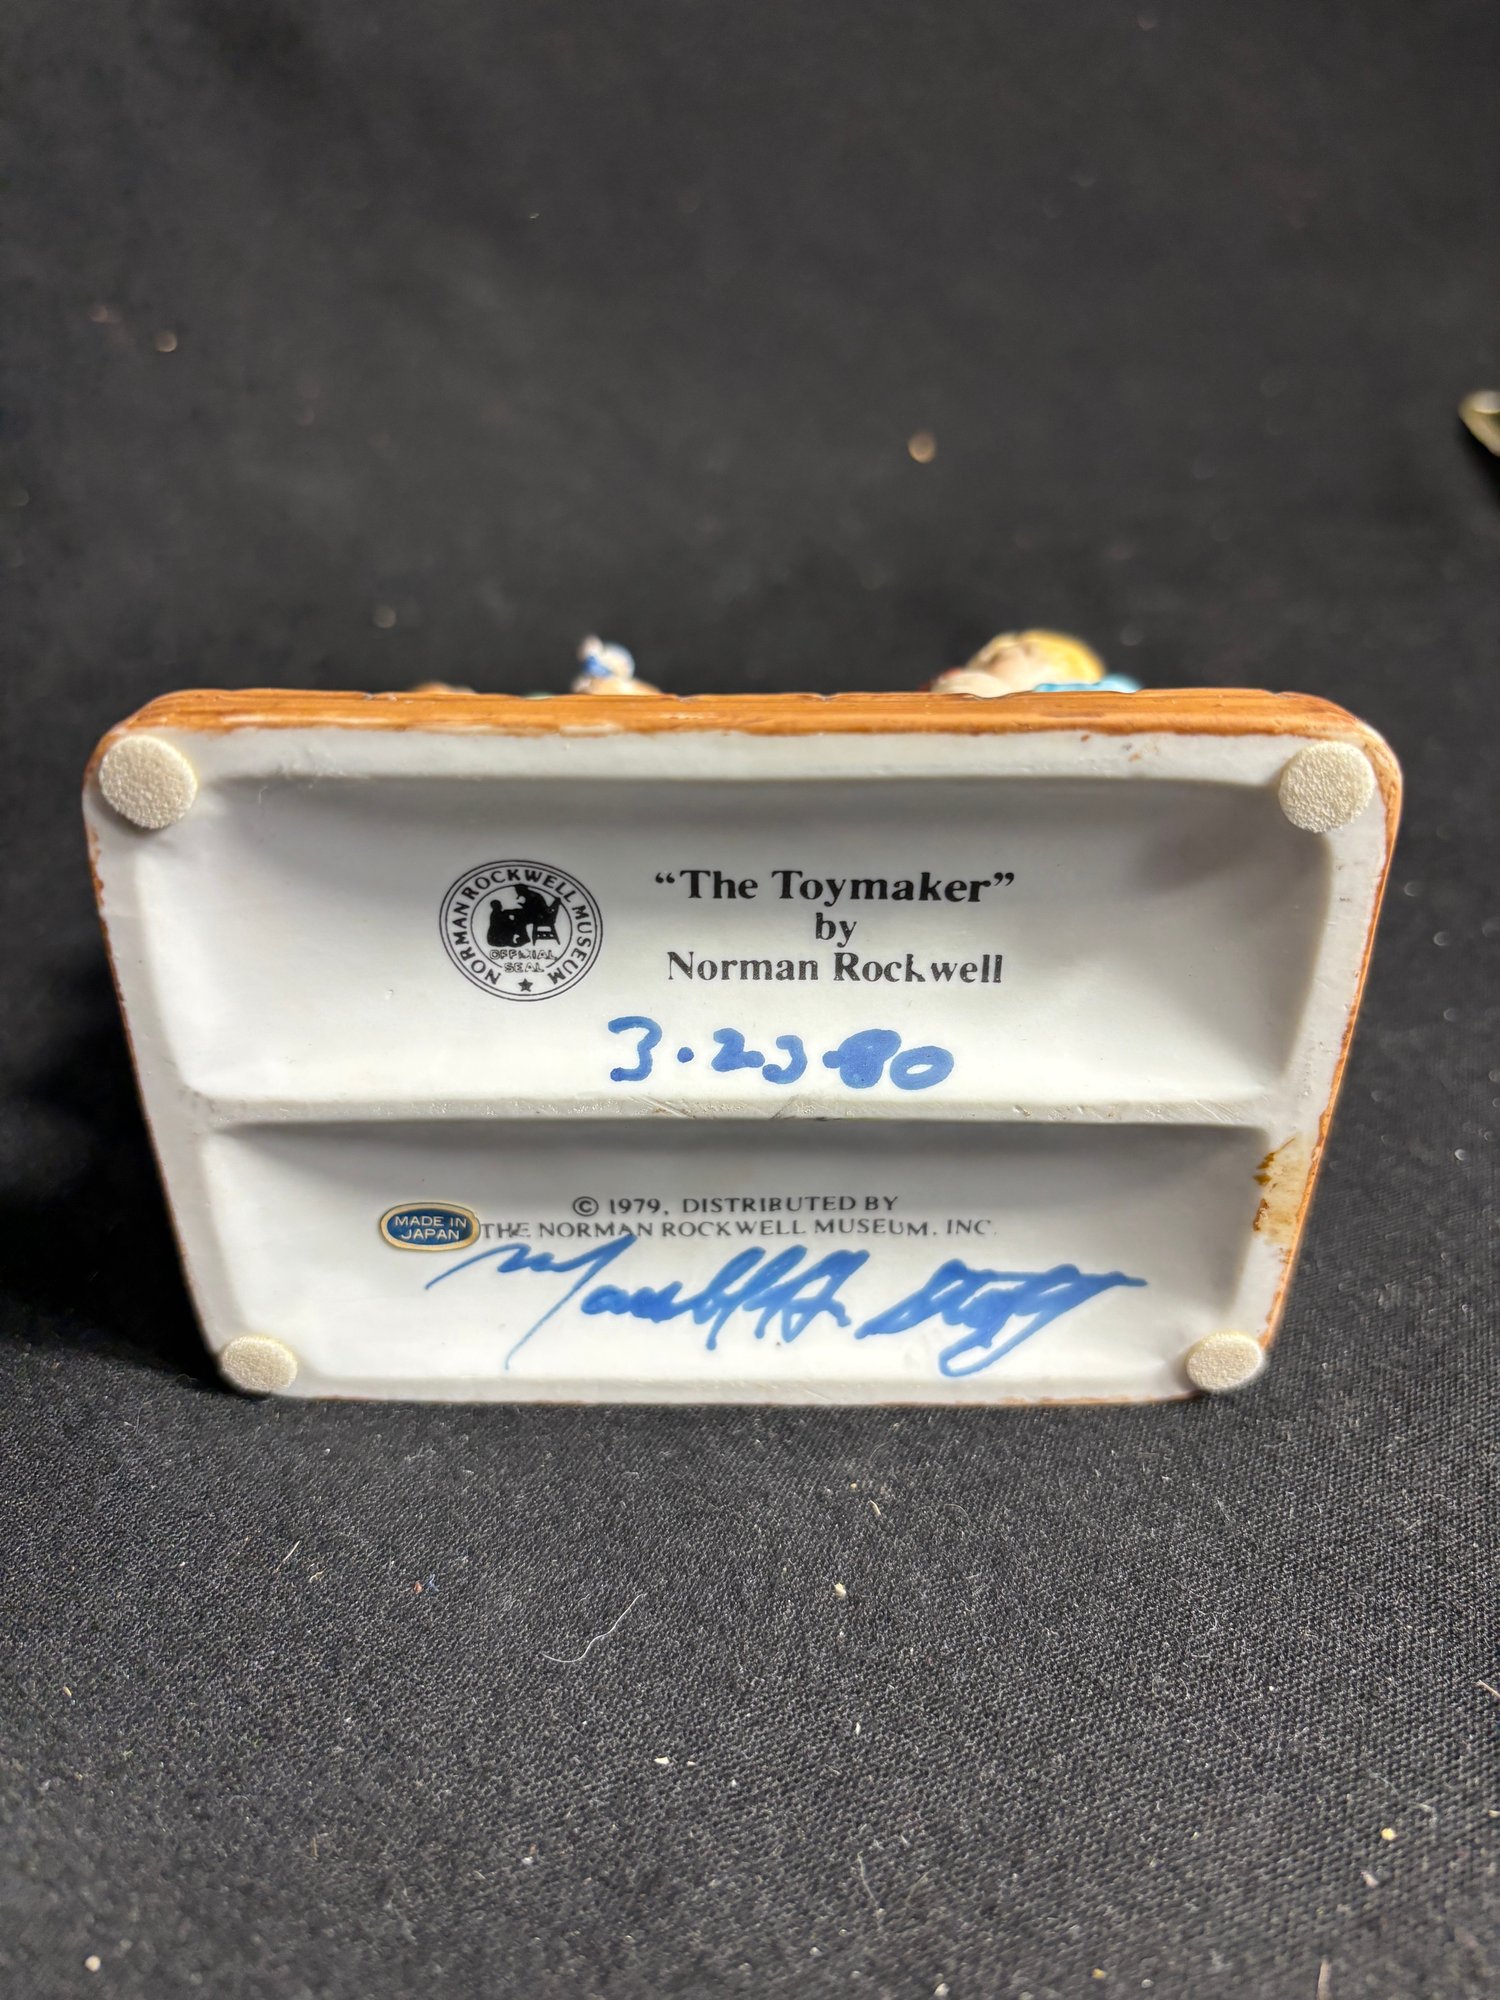 NORMAN ROCKWELL MUSEUM
OFFICIAL
SEAL
“The Toymaker”
by
Norman Rockwell
3.23.80
© 1979, DISTRIBUTED BY
THE NORMAN ROCKWELL MUSEUM, INC.
MADE IN
JAPAN